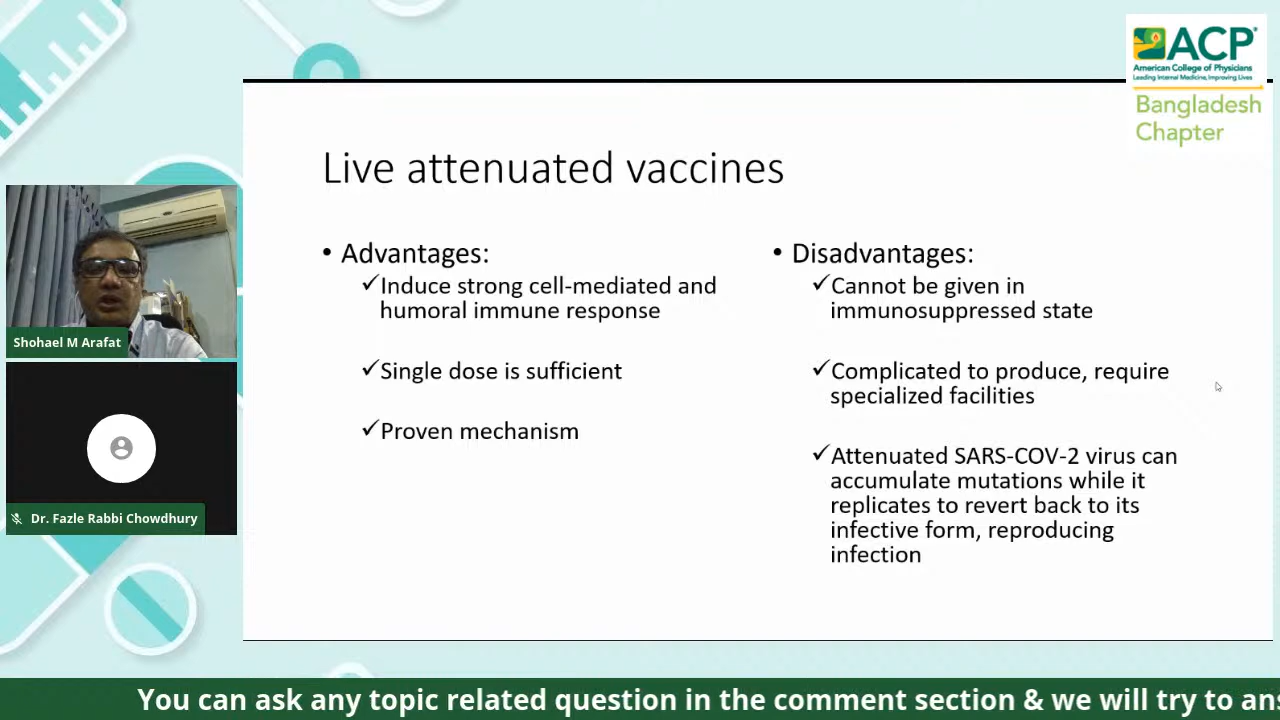 ACP
American College of Physicians
Leading Internal Medicine, Improving Lives
Bangladesh
Chapter
Live attenuated vaccines
• Advantages:
✓Induce strong cell-mediated and
humoral immune response
✓Single dose is sufficient
✓Proven mechanism
• Disadvantages:
✓Cannot be given in
immunosuppressed state
✓Complicated to produce, require
specialized facilities
✓Attenuated SARS-COV-2 virus can
accumulate mutations while it
replicates to revert back to its
infective form, reproducing
infection
Shohael M Arafat
Dr. Fazle Rabbi Chowdhury
You can ask any topic related question in the comment section & we will try to ans